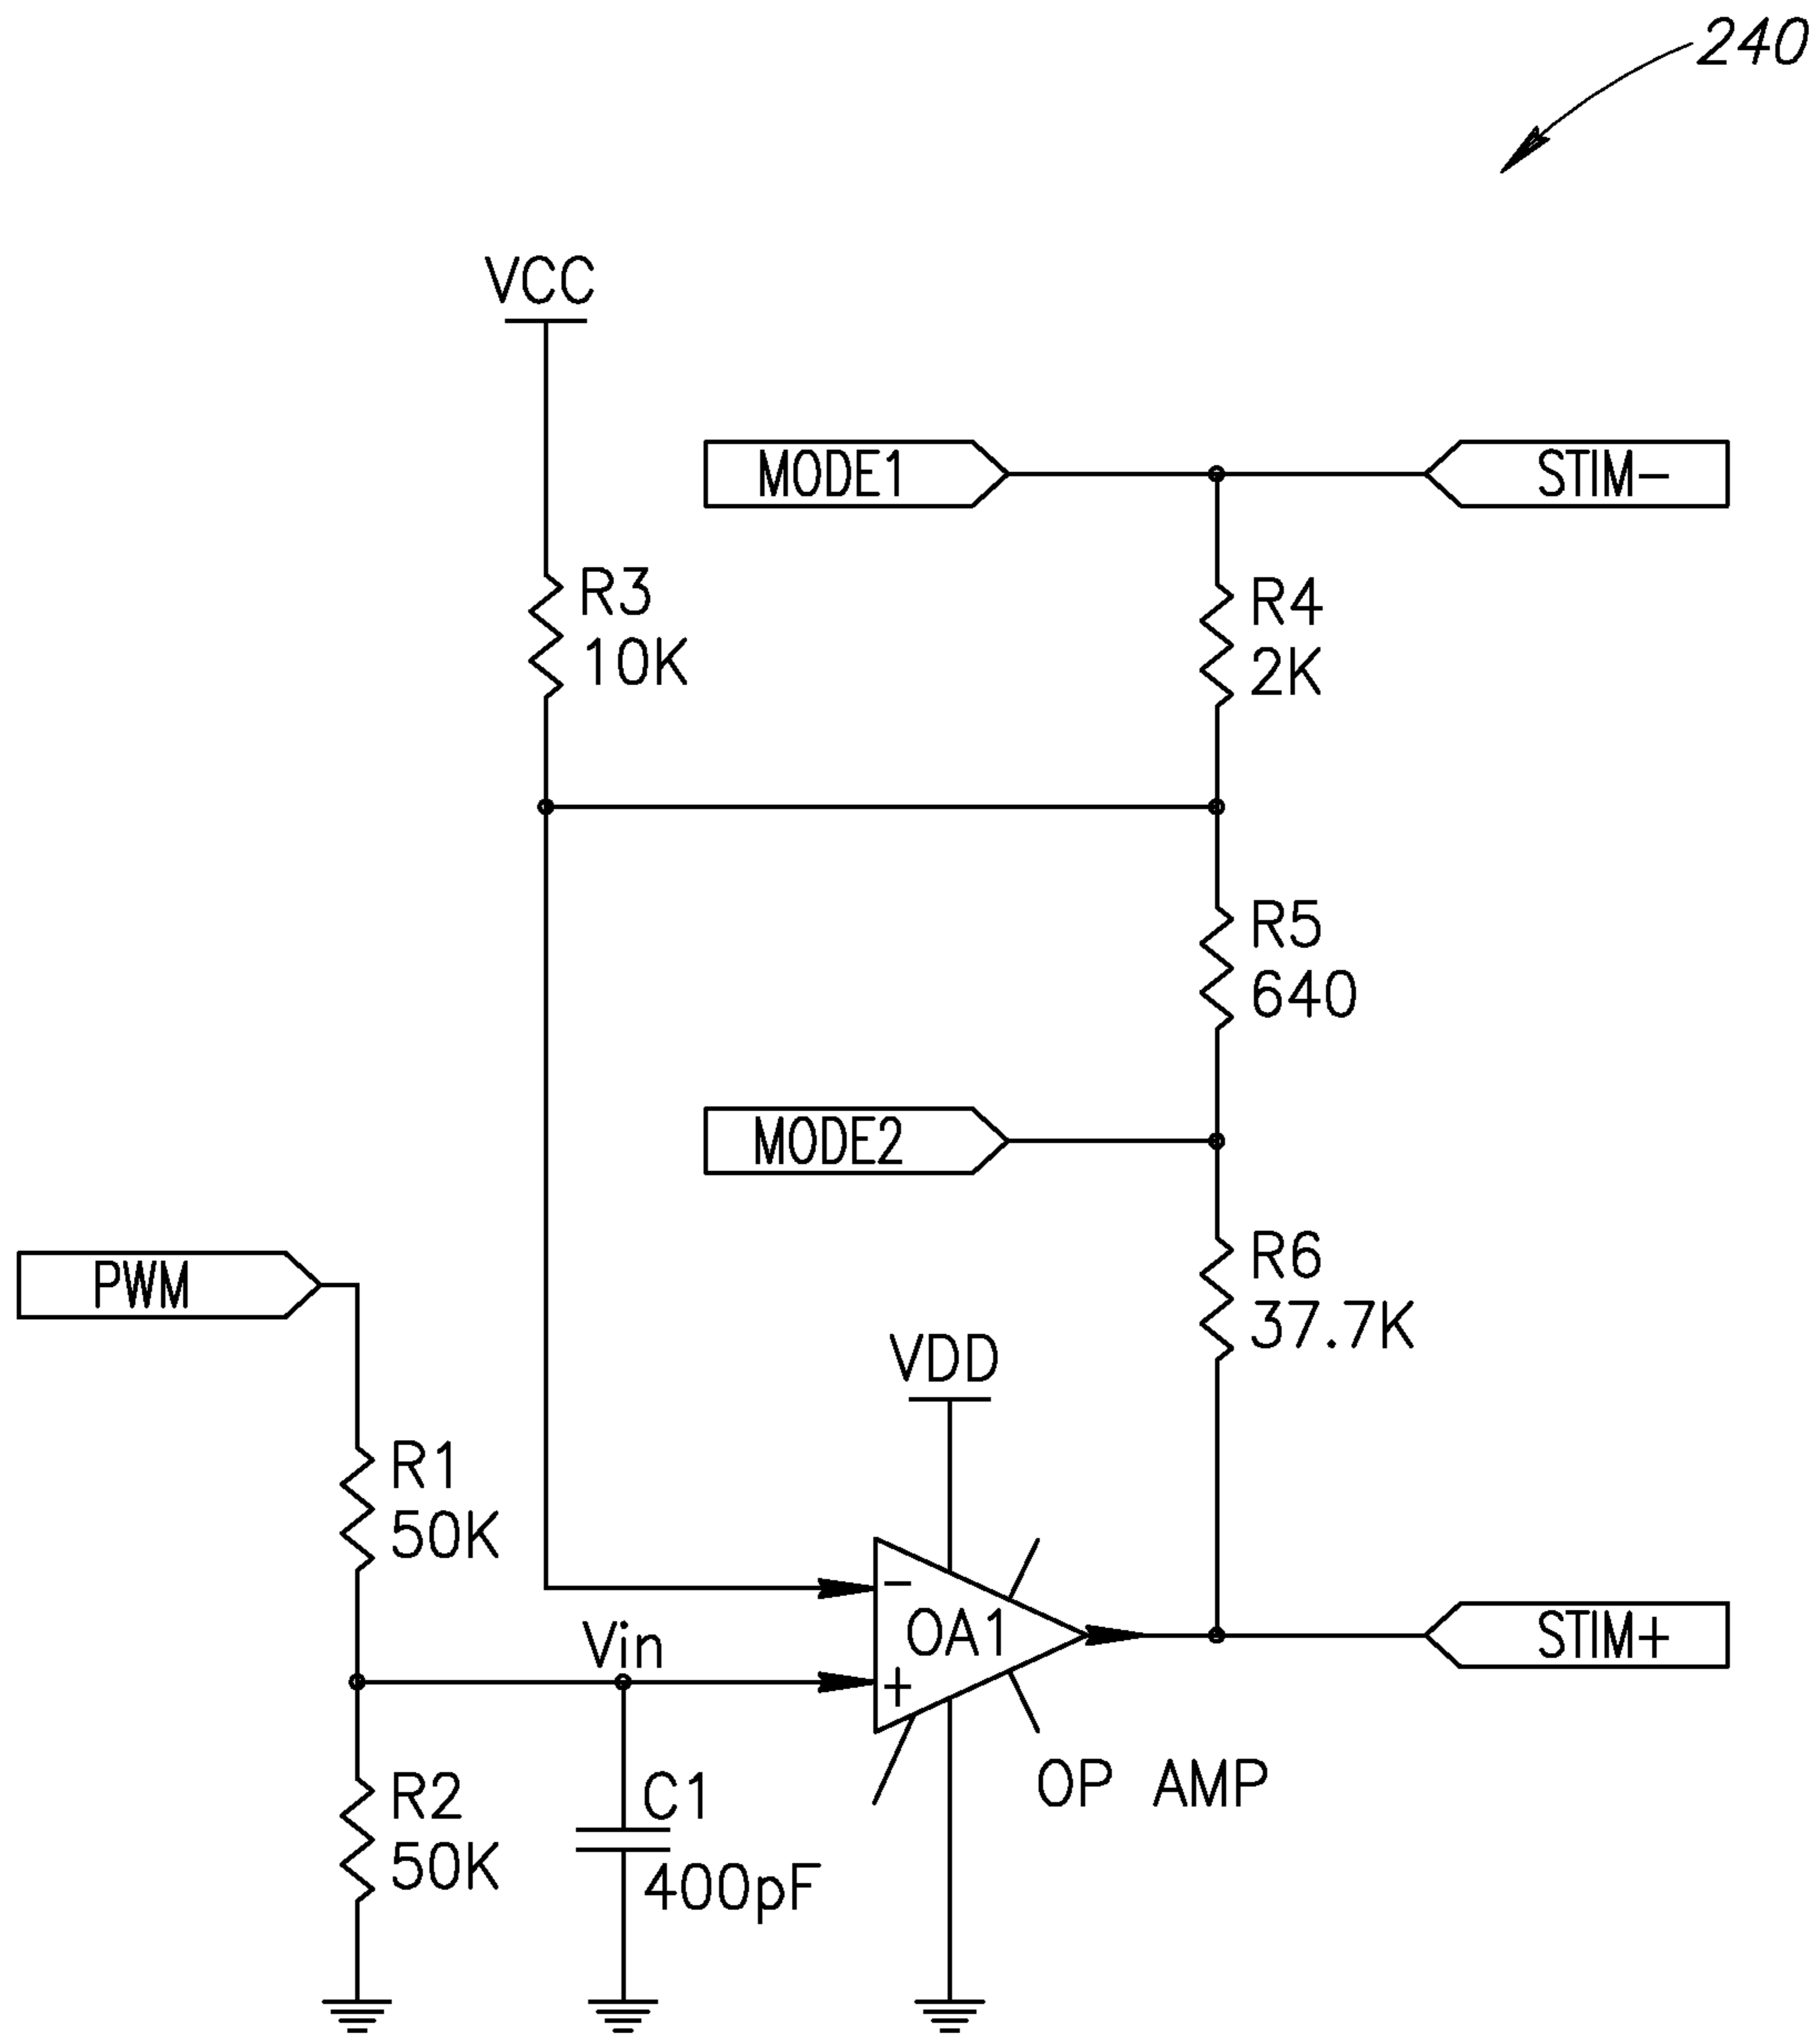 240
VCC
MODE1
STIM-
R3
10K
R4
2K
R5
640
MODE2
PWM
R6
37.7K
VDD
R1
50K
-
OA1
+
Vin
STIM+
OP AMP
R2
50K
C1
400pF